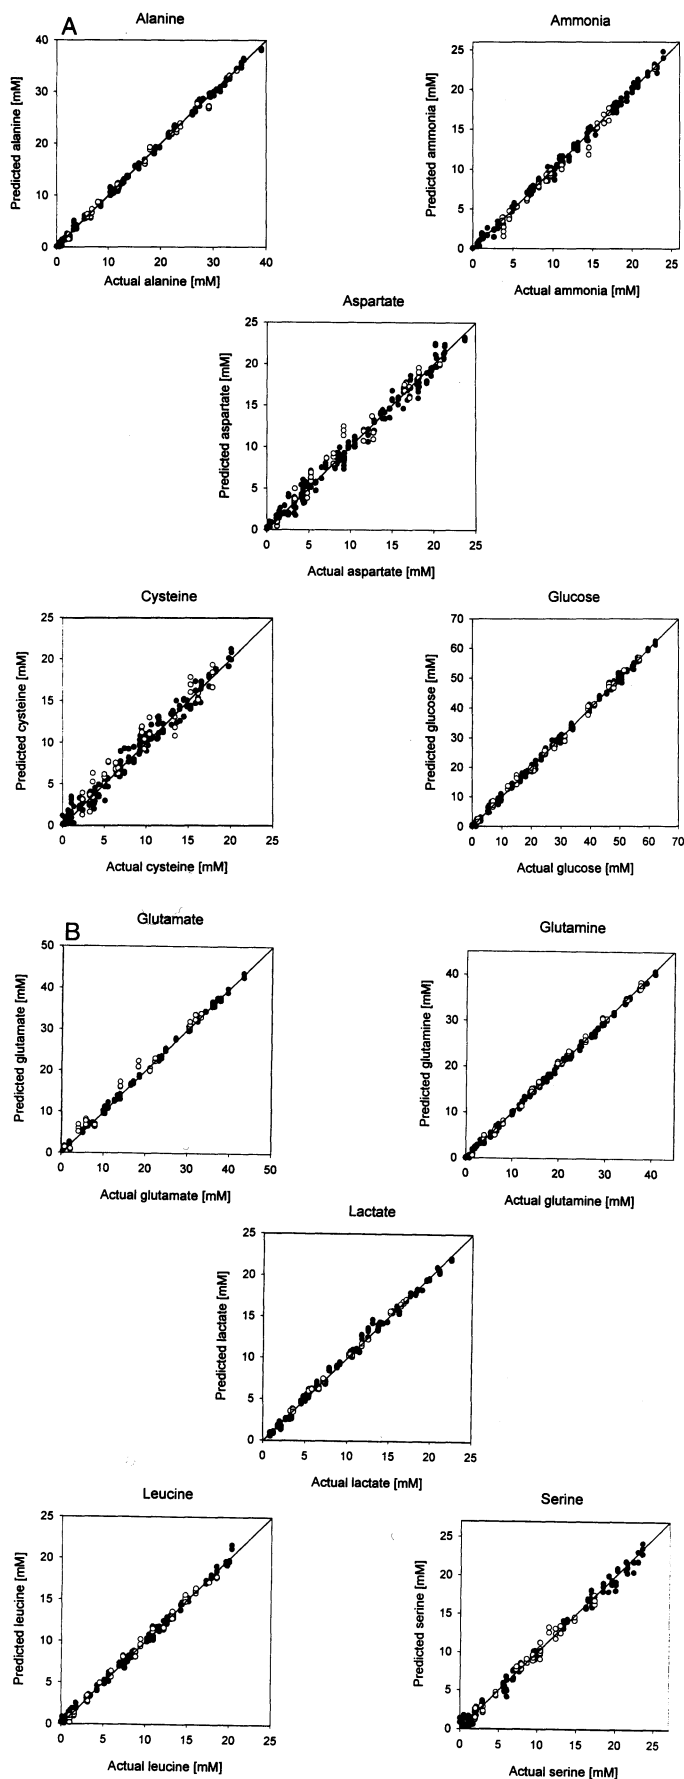 A
Alanine
40
30
20
10
0
Predicted alanine [mM]
0 10 20 30 40
Actual alanine [mM]
Ammonia
25
20
15
10
5
0
Predicted ammonia [mM]
0 5 10 15 20 25
Actual ammonia [mM]
Aspartate
25
20
15
10
5
0
Predicted aspartate [mM]
0 5 10 15 20 25
Actual aspartate [mM]
Cysteine
25
20
15
10
5
0
Predicted cysteine [mM]
0 5 10 15 20 25
Actual cysteine [mM]
Glucose
70
60
50
40
30
20
10
0
Predicted glucose [mM]
0 10 20 30 40 50 60 70
Actual glucose [mM]
B
Glutamate
50
40
30
20
10
0
Predicted glutamate [mM]
0 10 20 30 40 50
Actual glutamate [mM]
Glutamine
40
30
20
10
0
Predicted glutamine [mM]
0 10 20 30 40
Actual glutamine [mM]
Lactate
25
20
15
10
5
0
Predicted lactate [mM]
0 5 10 15 20 25
Actual lactate [mM]
Leucine
25
20
15
10
5
0
Predicted leucine [mM]
0 5 10 15 20 25
Actual leucine [mM]
Serine
25
20
15
10
5
0
Predicted serine [mM]
0 5 10 15 20 25
Actual serine [mM]